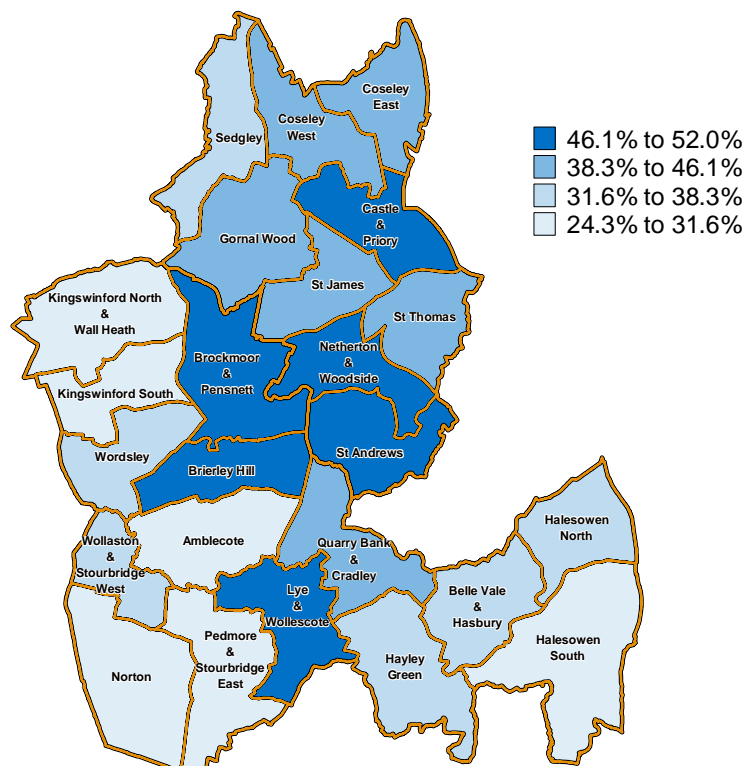 Coseley
East
Coseley
West
Sedgley
46.1% to 52.0%
38.3% to 46.1%
31.6% to 38.3%
24.3% to 31.6%
Castle
&
Priory
Gornal Wood
St James
Kingswinford North
&
Wall Heath
St Thomas
Netherton
&
Woodside
Brockmoor
&
Pensnett
Kingswinford South
Wordsley
St Andrews
Brierley Hill
Halesowen
North
Amblecote
Wollaston
&
Stourbridge
West
Quarry Bank
&
Cradley
Lye
&
Wollescote
Belle Vale
&
Hasbury
Pedmore
&
Stourbridge
East
Halesowen
South
Hayley
Green
Norton